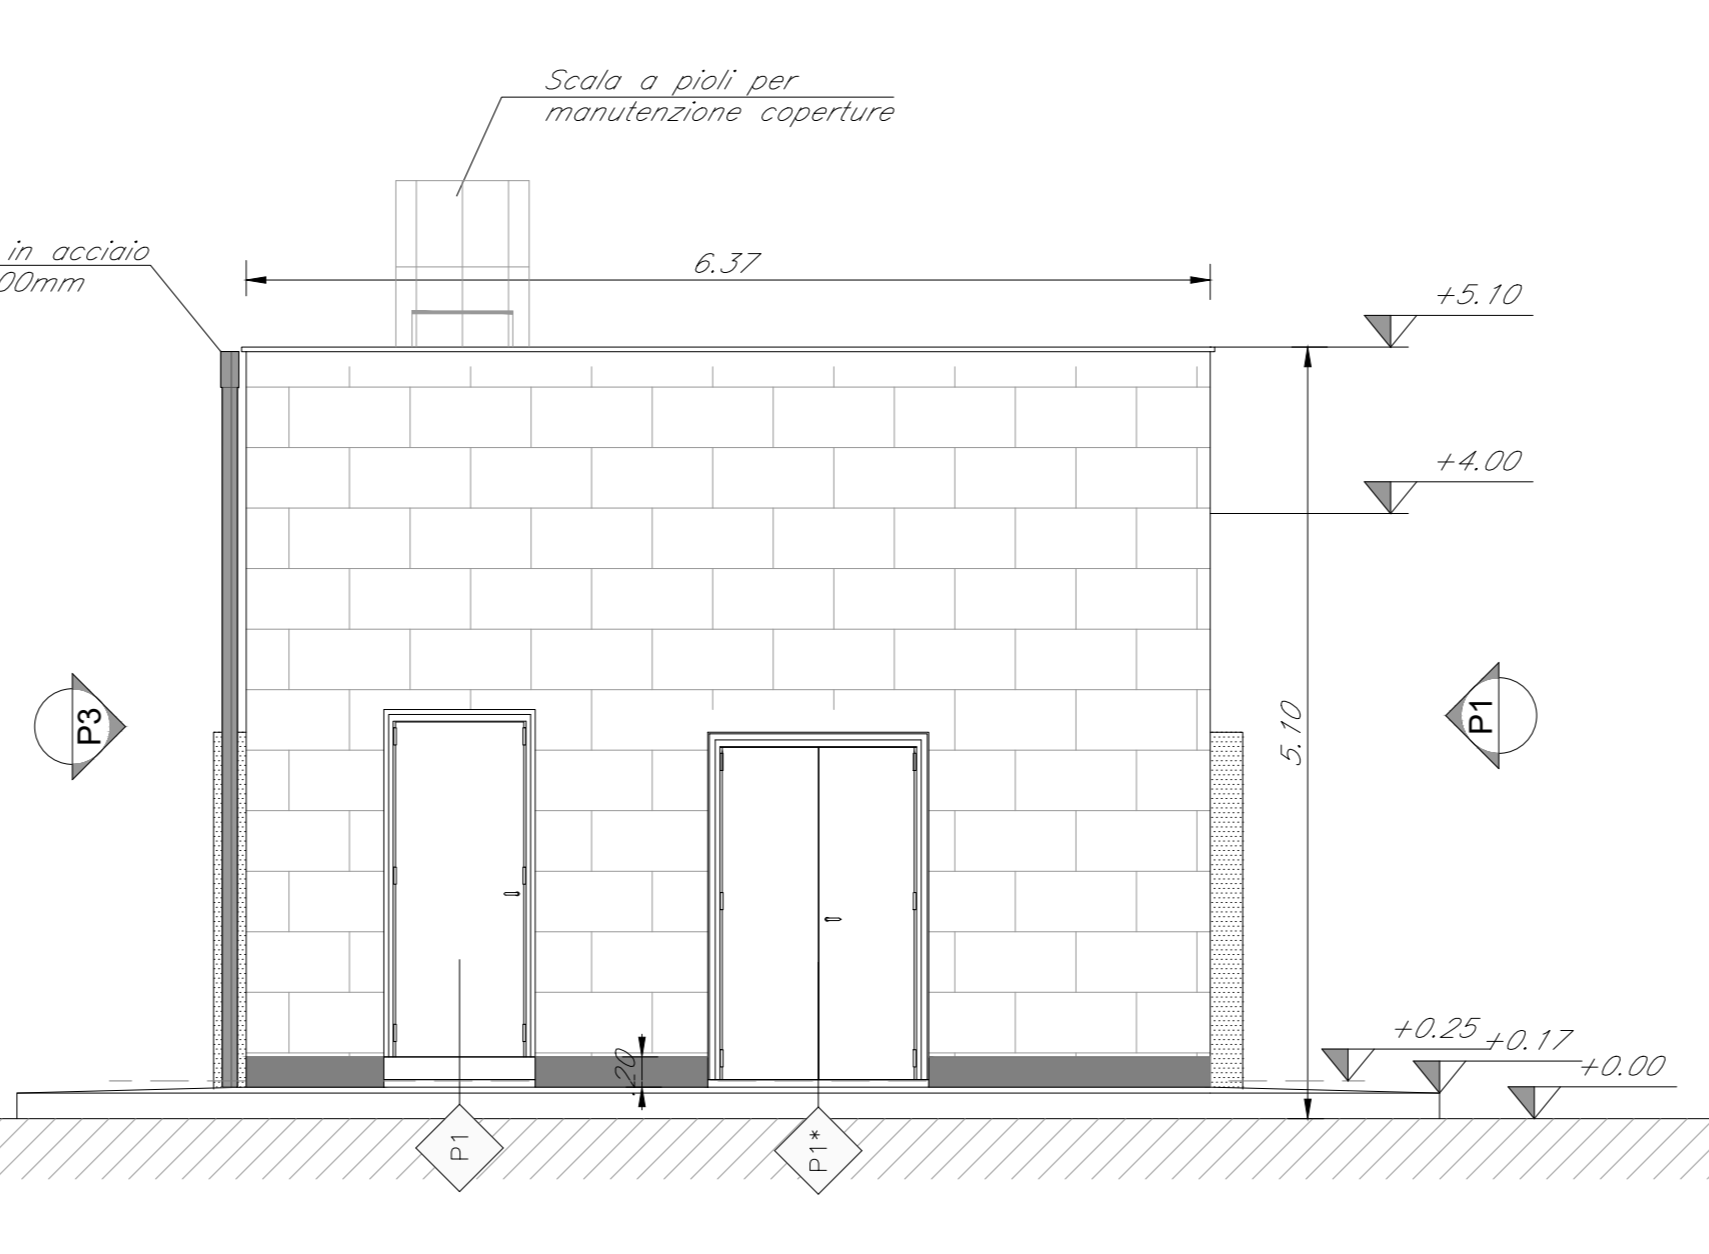 Scala a pioli per
manutenzione coperture
in acciaio
00mm
6.37
+5.10
+4.00
P3
P1
5.10
+0.25
+0.17
+0.00
.20
P1
P1*